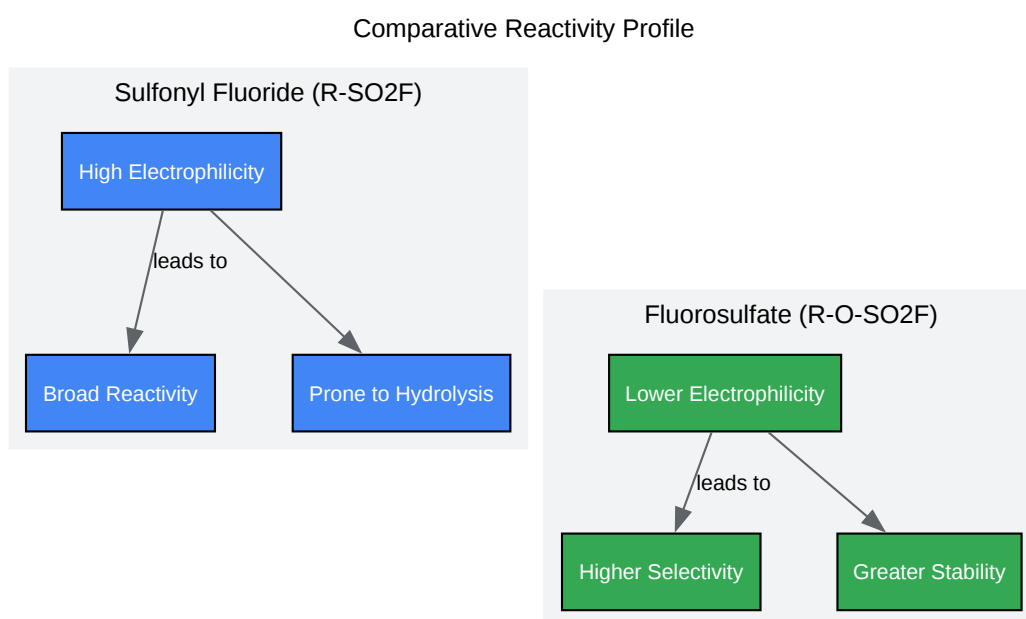 Comparative Reactivity Profile
Sulfonyl Fluoride (R-SO2F)
High Electrophilicity
leads to
Broad Reactivity
Prone to Hydrolysis
Fluorosulfate (R-O-SO2F)
Lower Electrophilicity
leads to
Higher Selectivity
Greater Stability